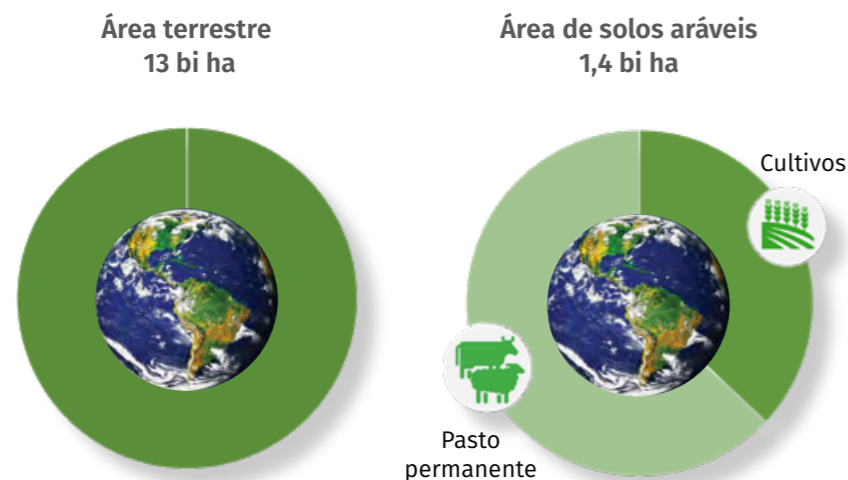 Área terrestre
13 bi ha
Área de solos aráveis
1,4 bi ha
Cultivos
Pasto
permanente